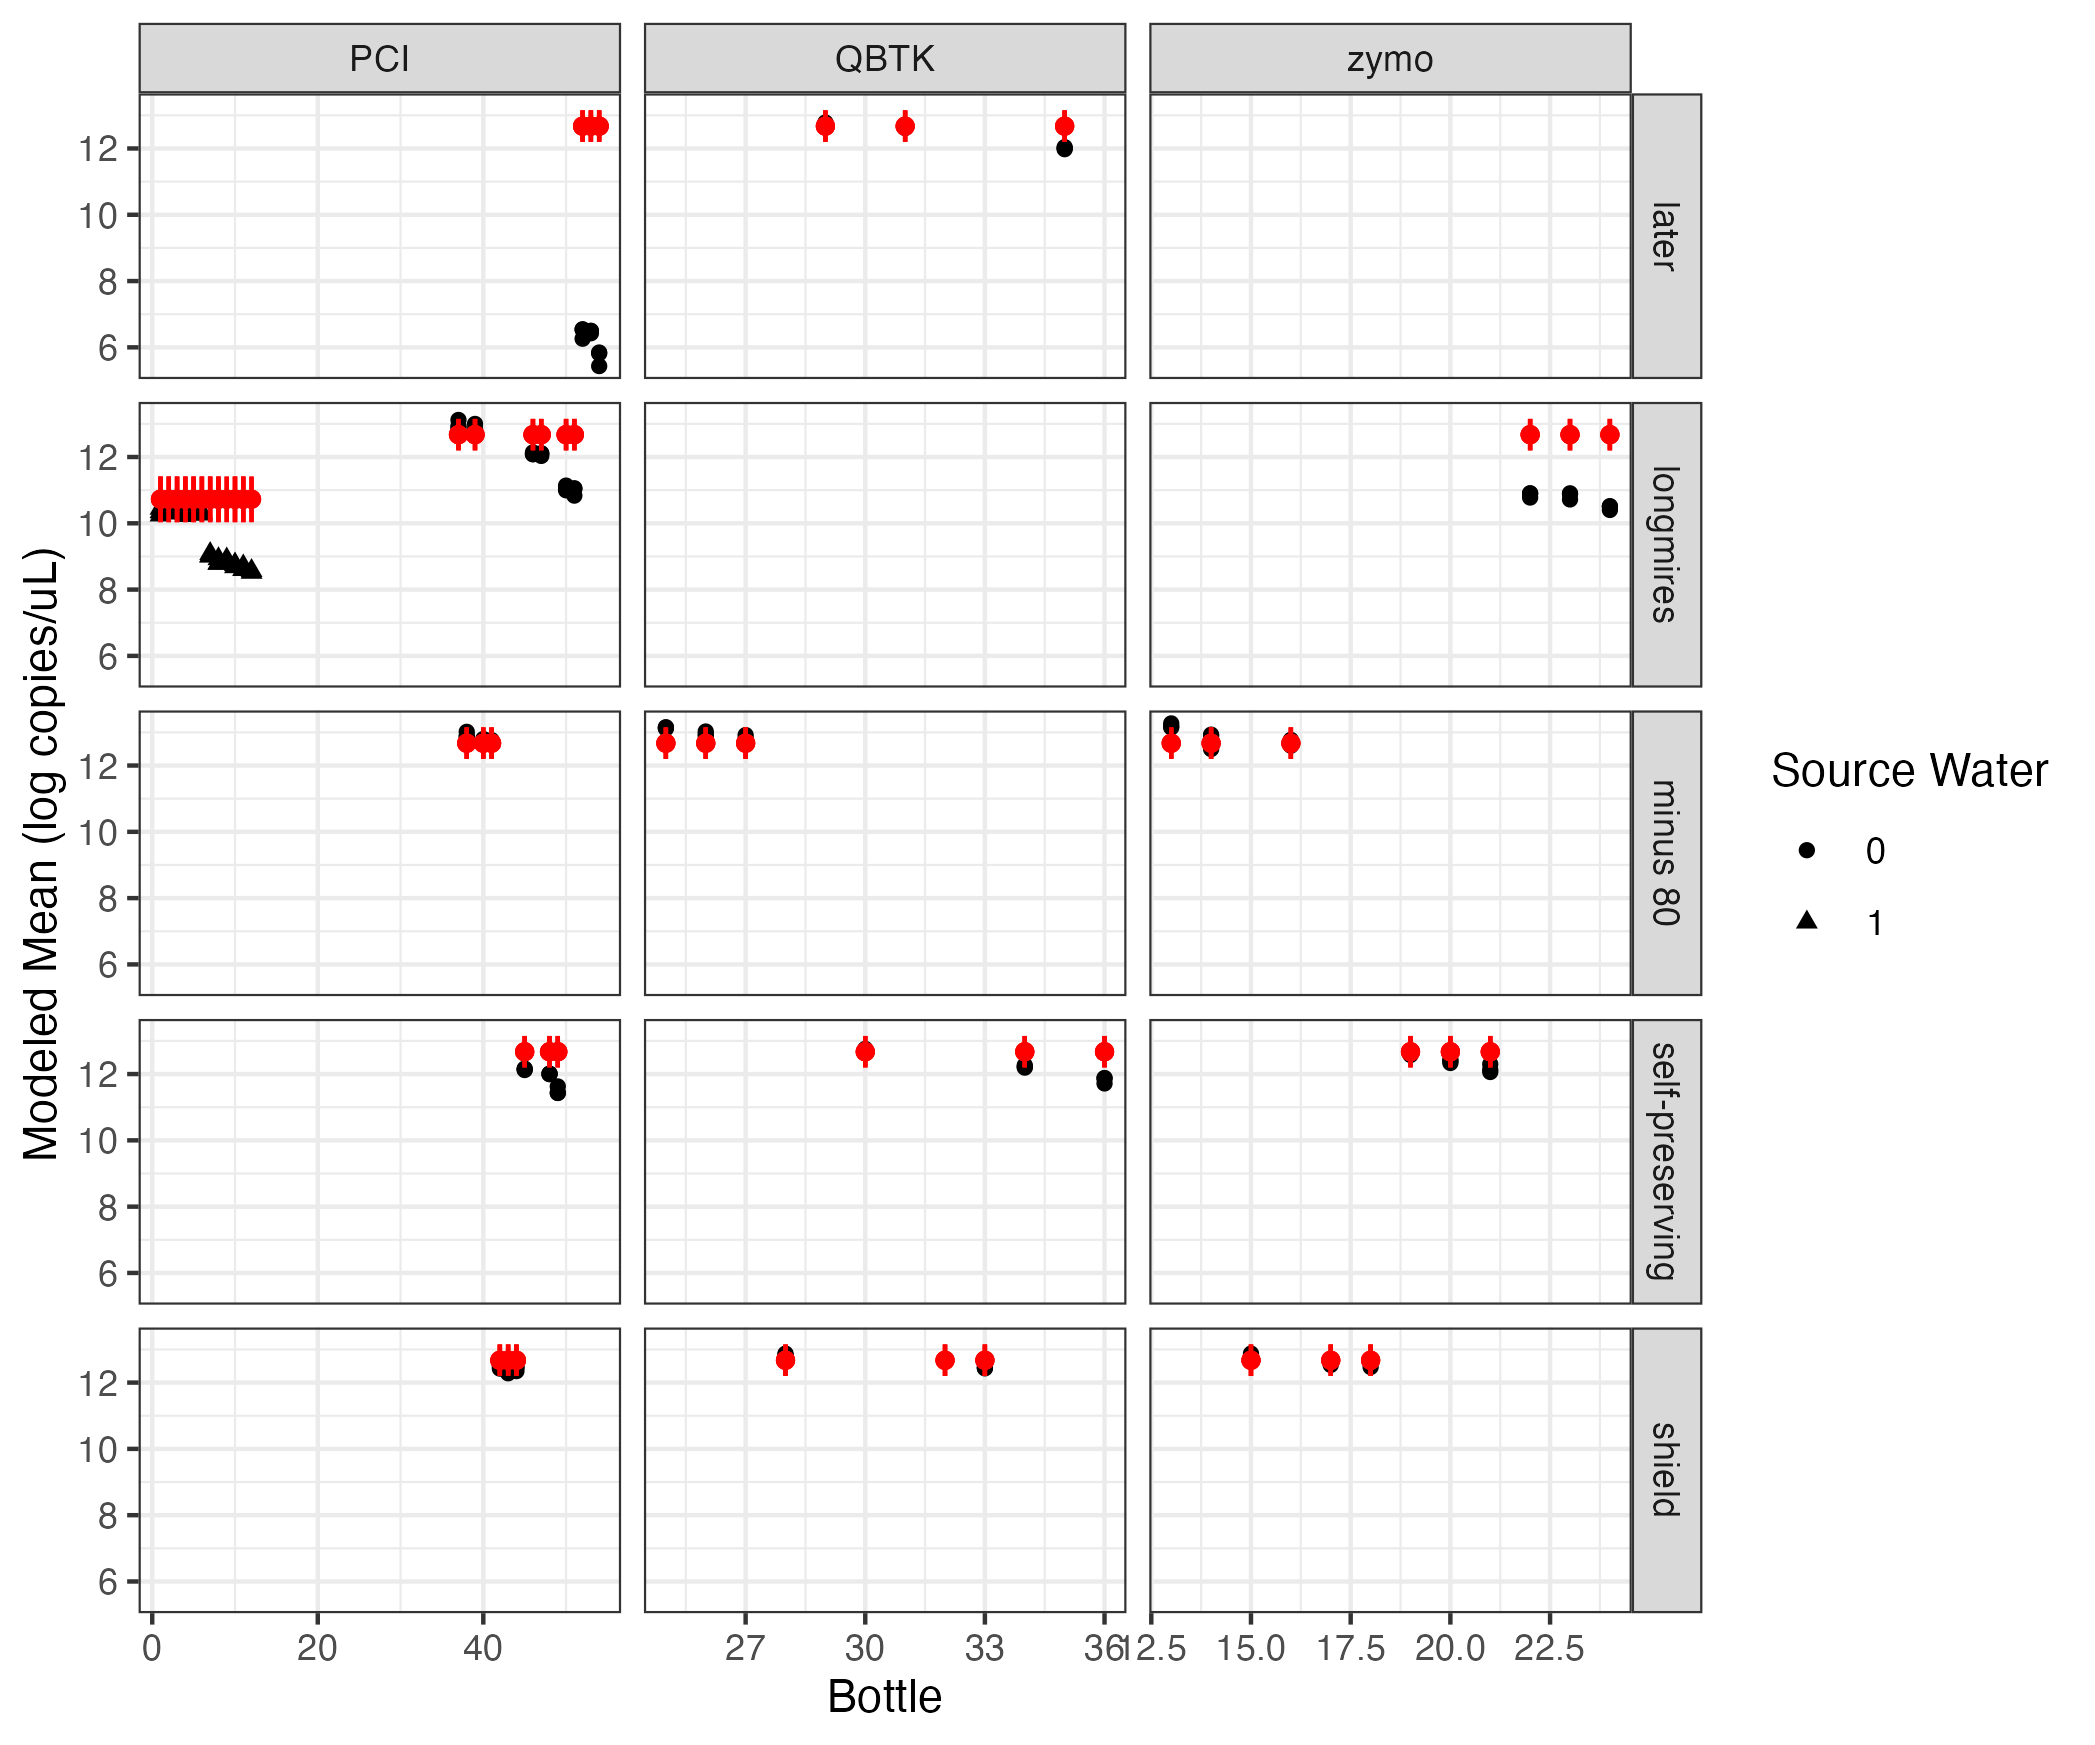 PCI QBTK zymo
12
10
8
6
later
12
10
8
6
longmires
12
10
8
6
minus 80
12
10
8
6
self-preserving
12
10
8
6
shield
0 20 40 27 30 33 36 12.5 15.0 17.5 20.0 22.5
Bottle
Modeled Mean (log copies/uL)
Source Water
0
1